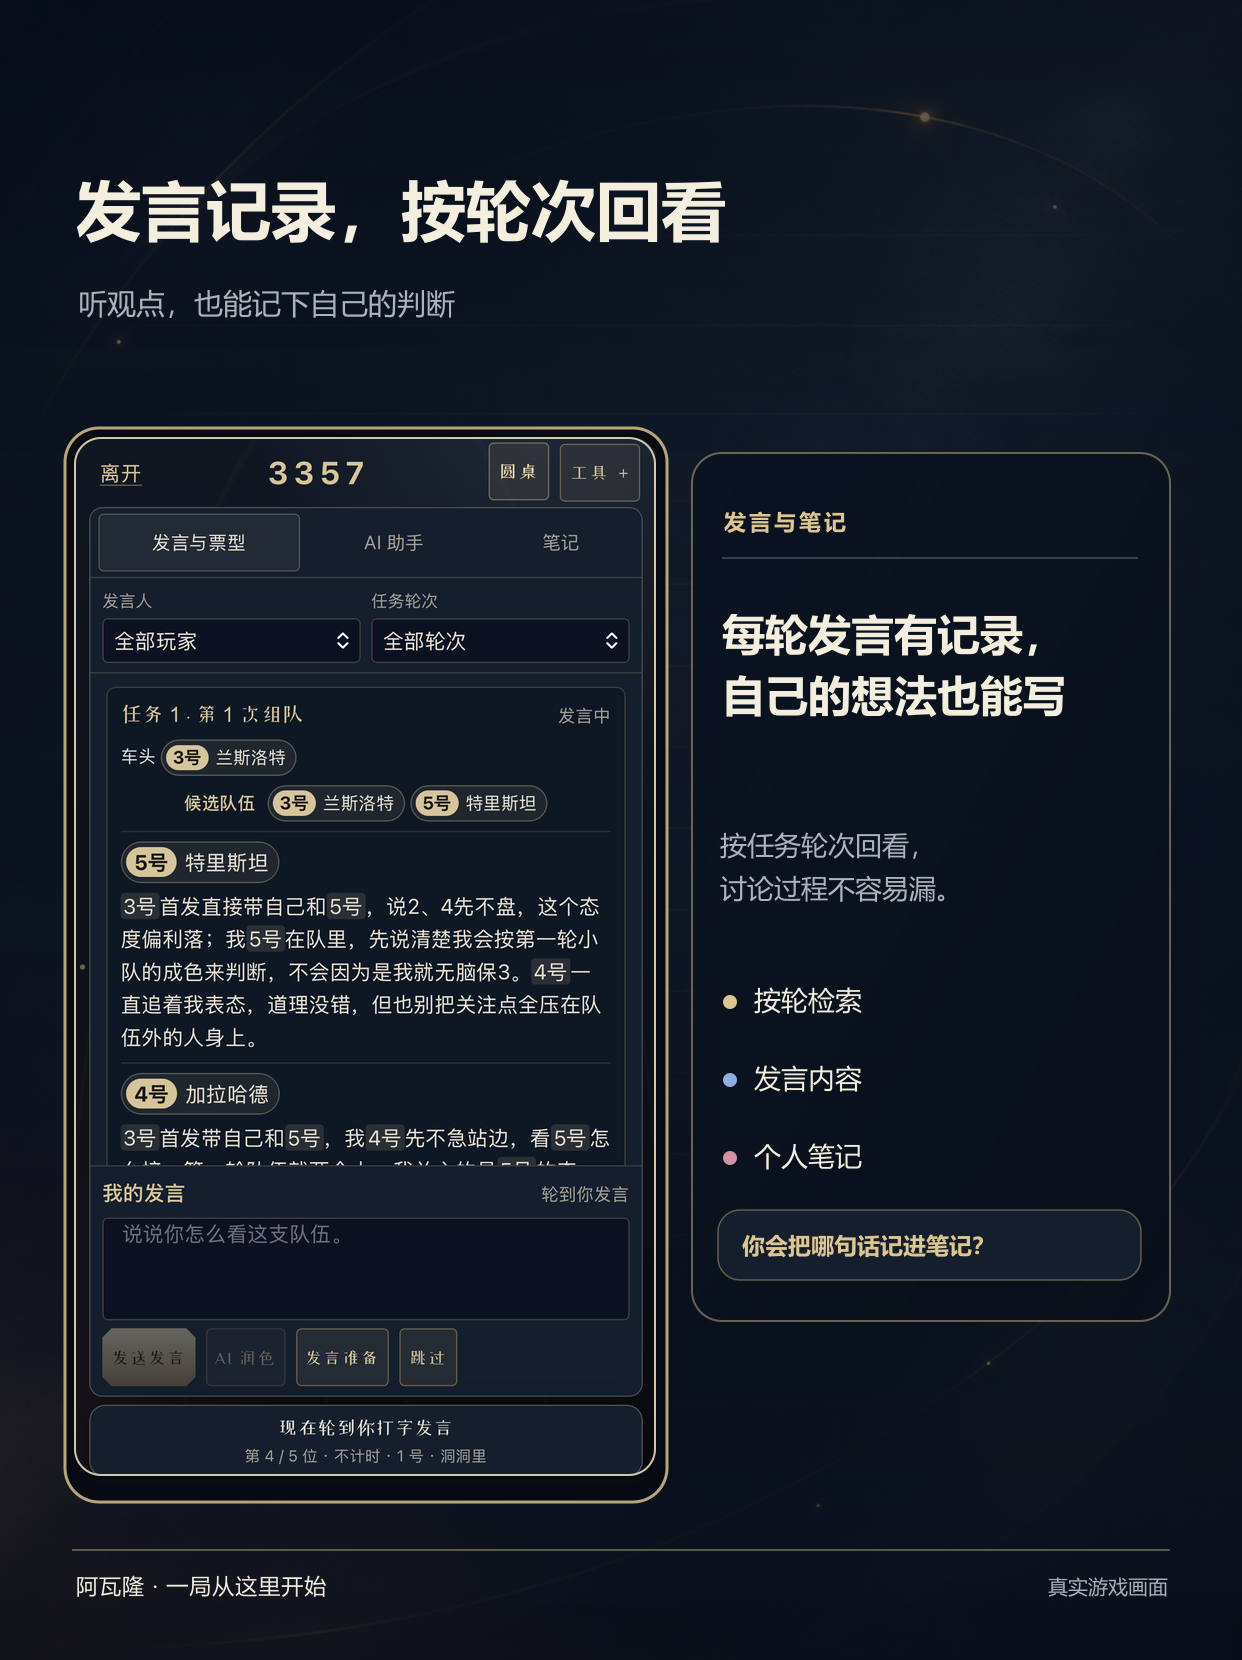 发言记录，按轮次回看
听观点，也能记下自己的判断
离开
3357
圆桌
工具 +
发言与票型
AI 助手
笔记
发言人
任务轮次
全部玩家
全部轮次
任务 1 · 第 1 次组队
发言中
车头 3号 兰斯洛特
候选队伍 3号 兰斯洛特 5号 特里斯坦
5号 特里斯坦
3号首发直接带自己和5号，说2、4先不盘，这个态
度偏利落；我5号在队里，先说清楚我会按第一轮小
队的成色来判断，不会因为是我就无脑保3。4号一
直追着我表态，道理没错，但也别把关注点全压在队
伍外的人身上。
4号 加拉哈德
3号首发带自己和5号，我4号先不急站边，看5号怎
我的发言
轮到你发言
说说你怎么看这支队伍。
发送发言
AI 润色
发言准备
跳过
现在轮到你打字发言
第 4 / 5 位 · 不计时 · 1 号 · 洞洞里
发言与笔记
每轮发言有记录，
自己的想法也能写
按任务轮次回看，
讨论过程不容易漏。
按轮检索
发言内容
个人笔记
你会把哪句话记进笔记？
阿瓦隆 · 一局从这里开始
真实游戏画面